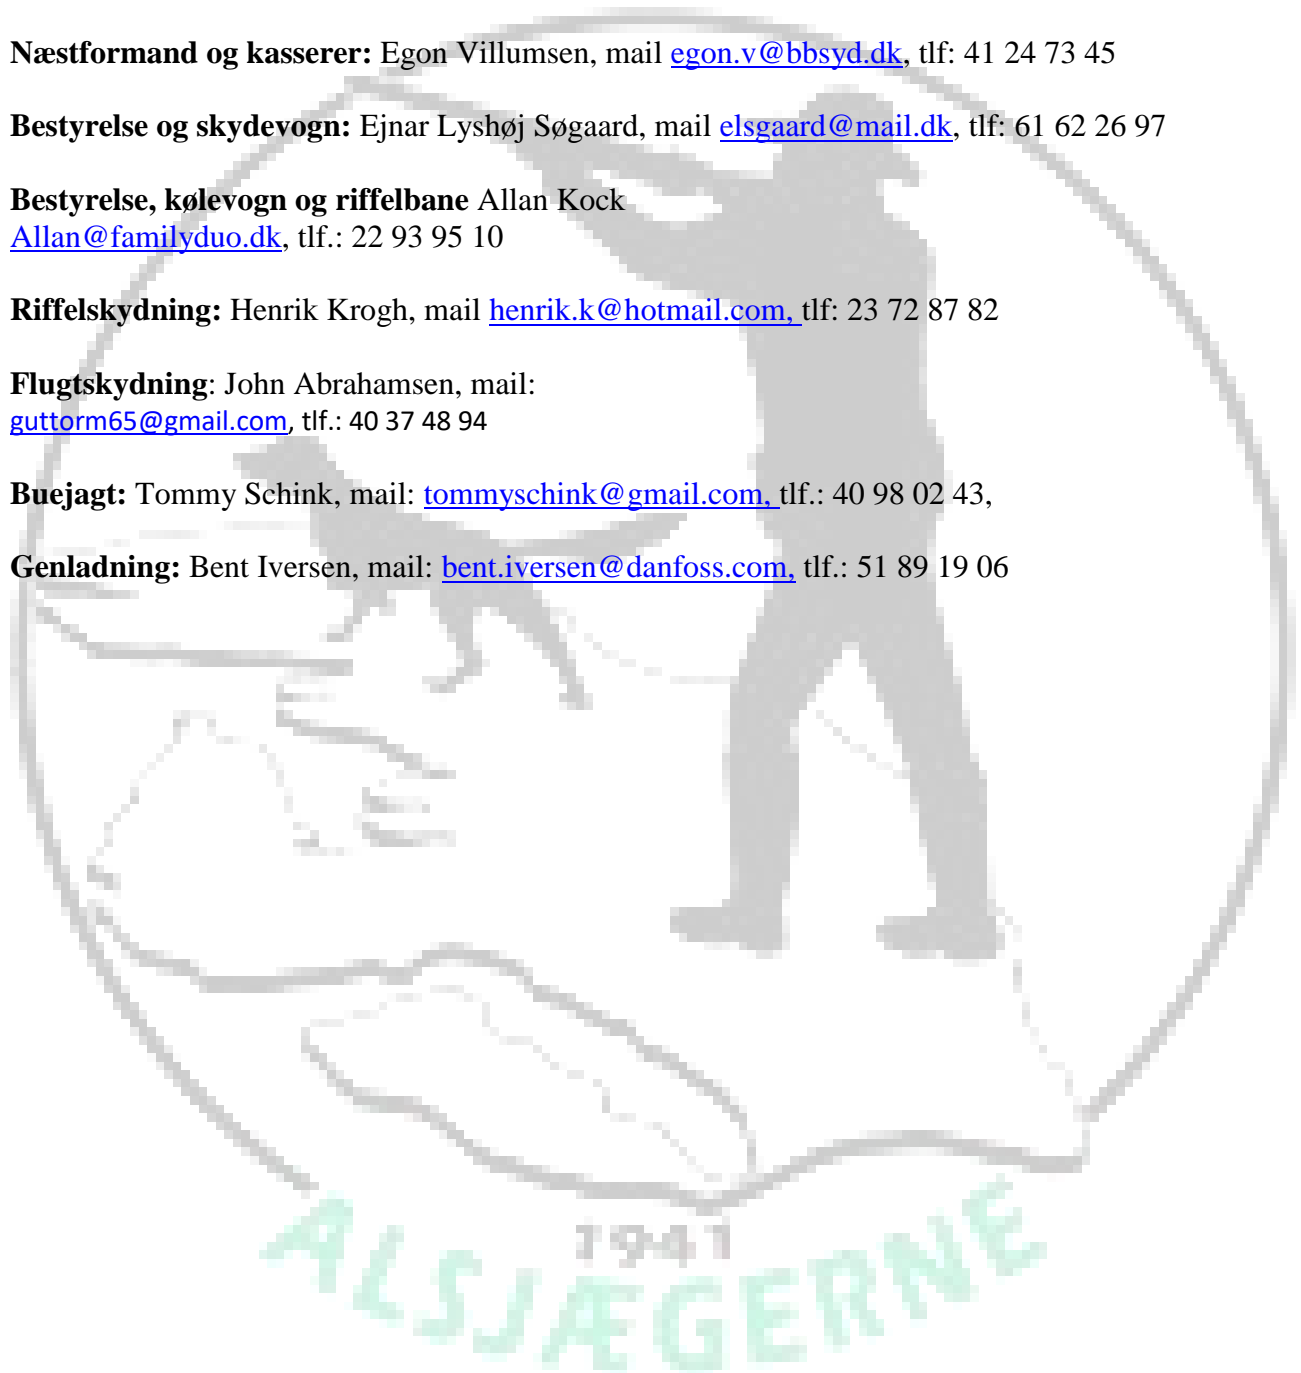 Næstformand og kasserer: Egon Villumsen, mail egon.v@bbsyd.dk, tlf: 41 24 73 45
Bestyrelse og skydevogn: Ejnar Lyshøj Søgaard, mail elsgaard@mail.dk, tlf: 61 62 26 97
Bestyrelse, kølevogn og riffelbane Allan Kock
Allan@familyduo.dk, tlf.: 22 93 95 10
Riffelskydning: Henrik Krogh, mail henrik.k@hotmail.com, tlf: 23 72 87 82
Flugtskydning: John Abrahamsen, mail:
guttorm65@gmail.com, tlf.: 40 37 48 94
Buejagt: Tommy Schink, mail: tommyschink@gmail.com, tlf.: 40 98 02 43,
Genladning: Bent Iversen, mail: bent.iversen@danfoss.com, tlf.: 51 89 19 06
1941
ALSJÆGERNE